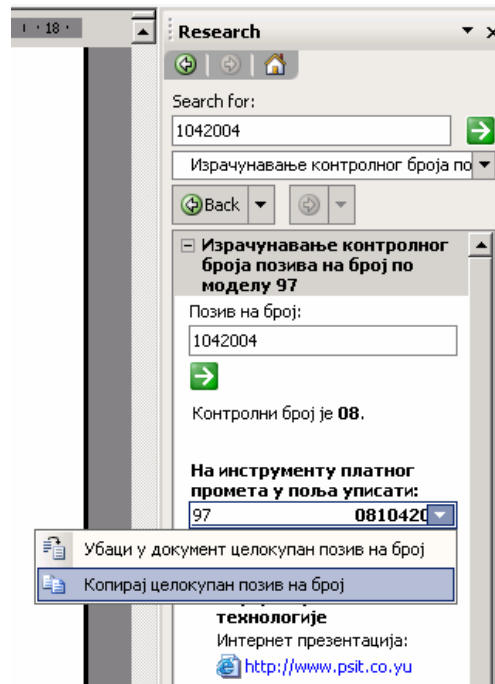 18
Research
Search for:
1042004
Израчунавање контролног броја по
Back
Израчунавање контролног
броја позива на број по
моделу 97
Позив на број:
1042004
Контролни број је 08.
На инструменту платног
промета у поља уписати:
97 0810420
Убаци у документ целокупан позив на број
Копирај целокупан позив на број
технологије
Интернет презентација:
http://www.psit.co.yu